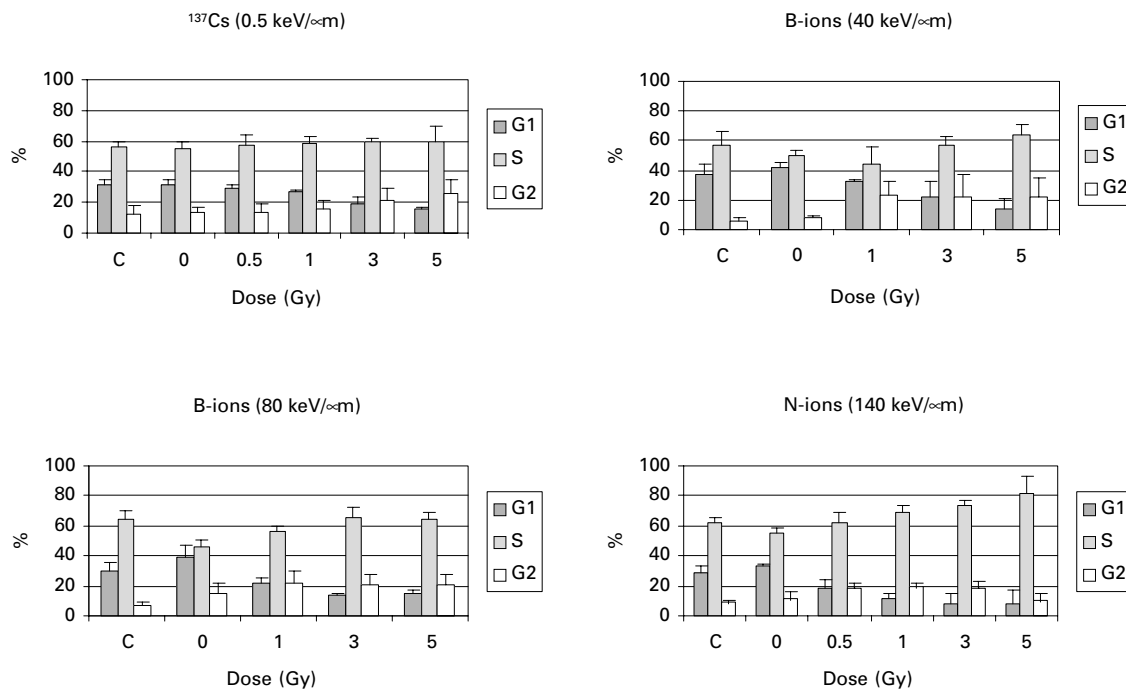 ¹³⁷Cs (0.5 keV/∝m)
100
80
60
40
20
0
%
C 0 0.5 1 3 5
Dose (Gy)
G1
S
G2
B-ions (40 keV/∝m)
100
80
60
40
20
0
%
C 0 1 3 5
Dose (Gy)
G1
S
G2
B-ions (80 keV/∝m)
100
80
60
40
20
0
%
C 0 1 3 5
Dose (Gy)
G1
S
G2
N-ions (140 keV/∝m)
100
80
60
40
20
0
%
C 0 0.5 1 3 5
Dose (Gy)
G1
S
G2